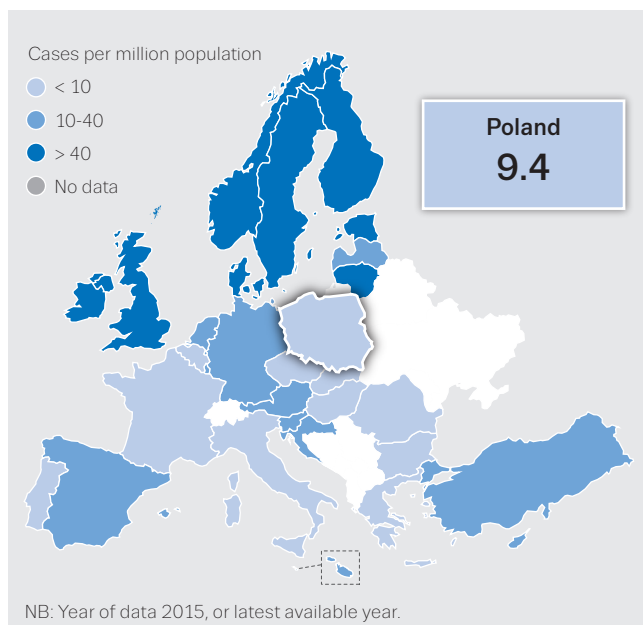 Cases per million population
< 10
10-40
> 40
No data
Poland
9.4
NB: Year of data 2015, or latest available year.